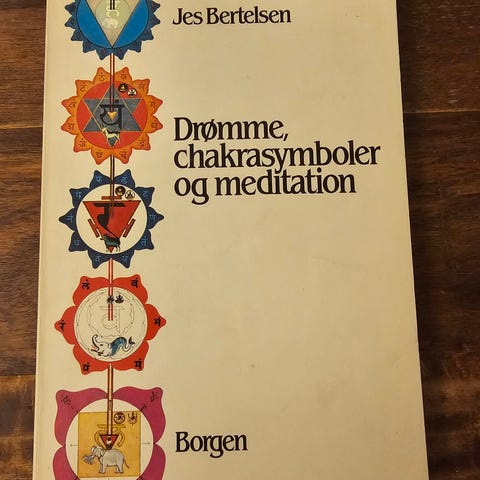 Jes Bertelsen
Drømme,
chakrasymboler
og meditation
Borgen